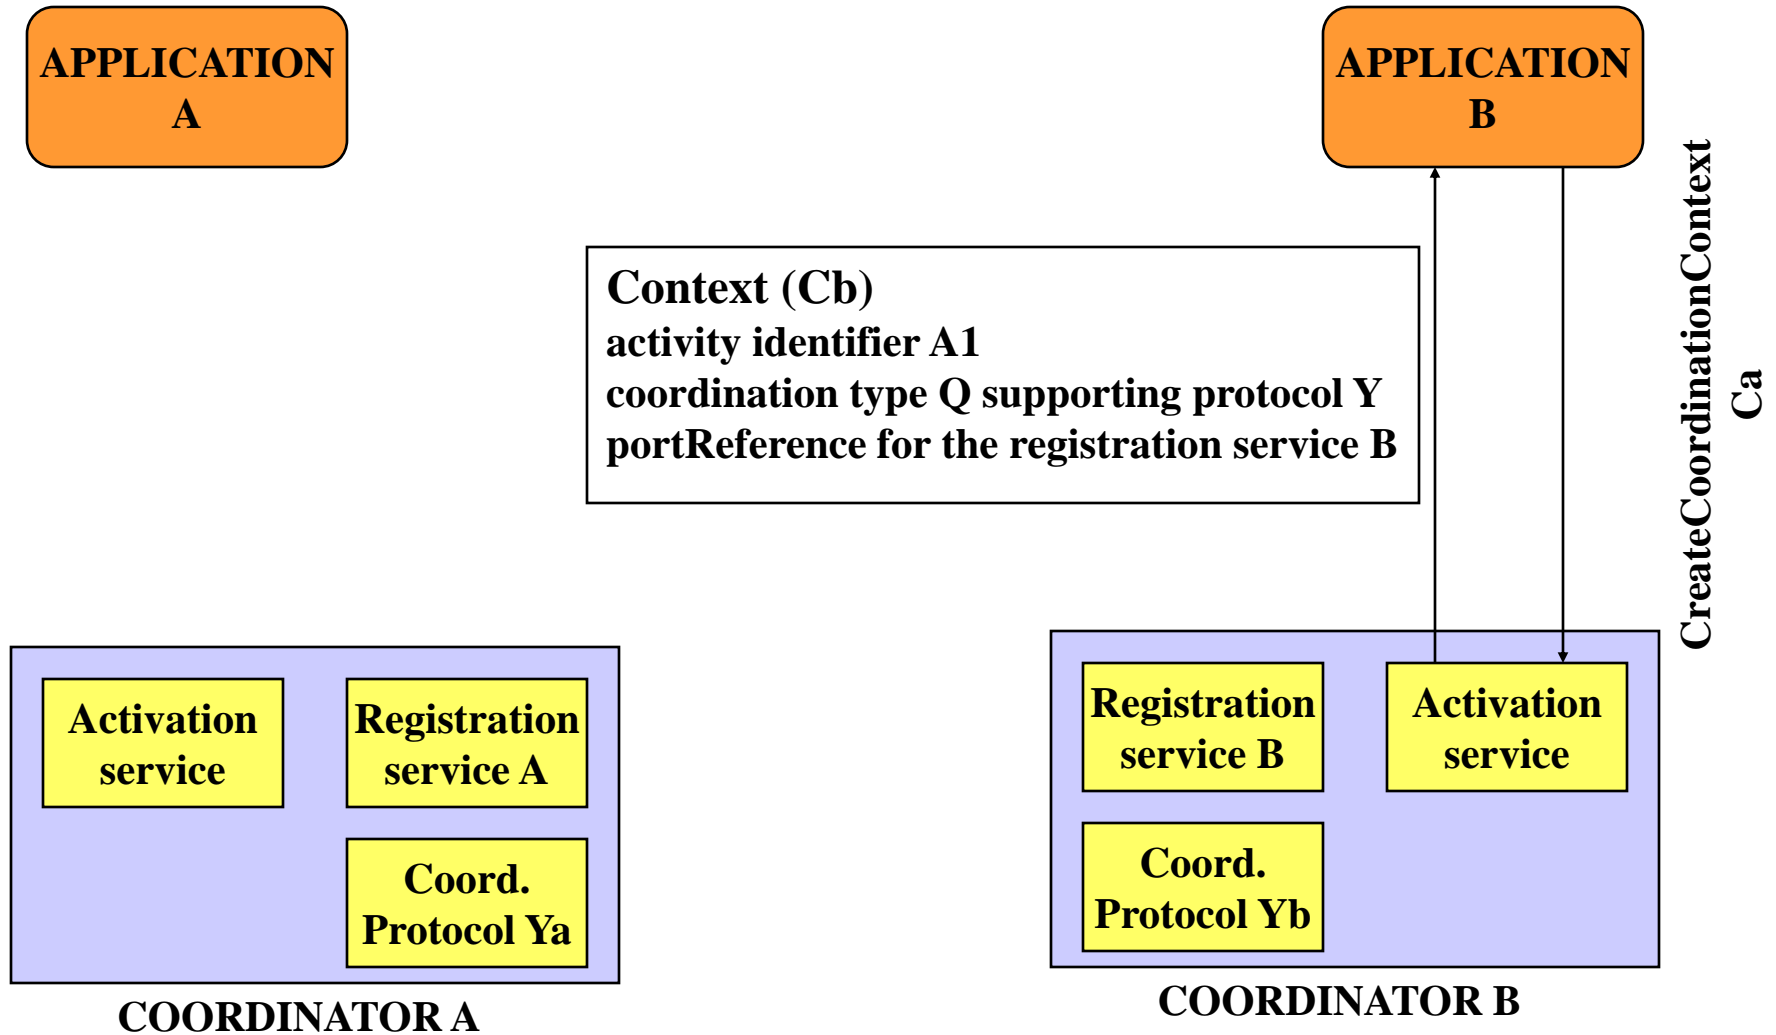 APPLICATION
A
APPLICATION
B
CreateCoordinationContext
Ca
Context (Cb)
activity identifier A1
coordination type Q supporting protocol Y
portReference for the registration service B
Activation
service
Registration
service A
Coord.
Protocol Ya
COORDINATOR A
Registration
service B
Activation
service
Coord.
Protocol Yb
COORDINATOR B